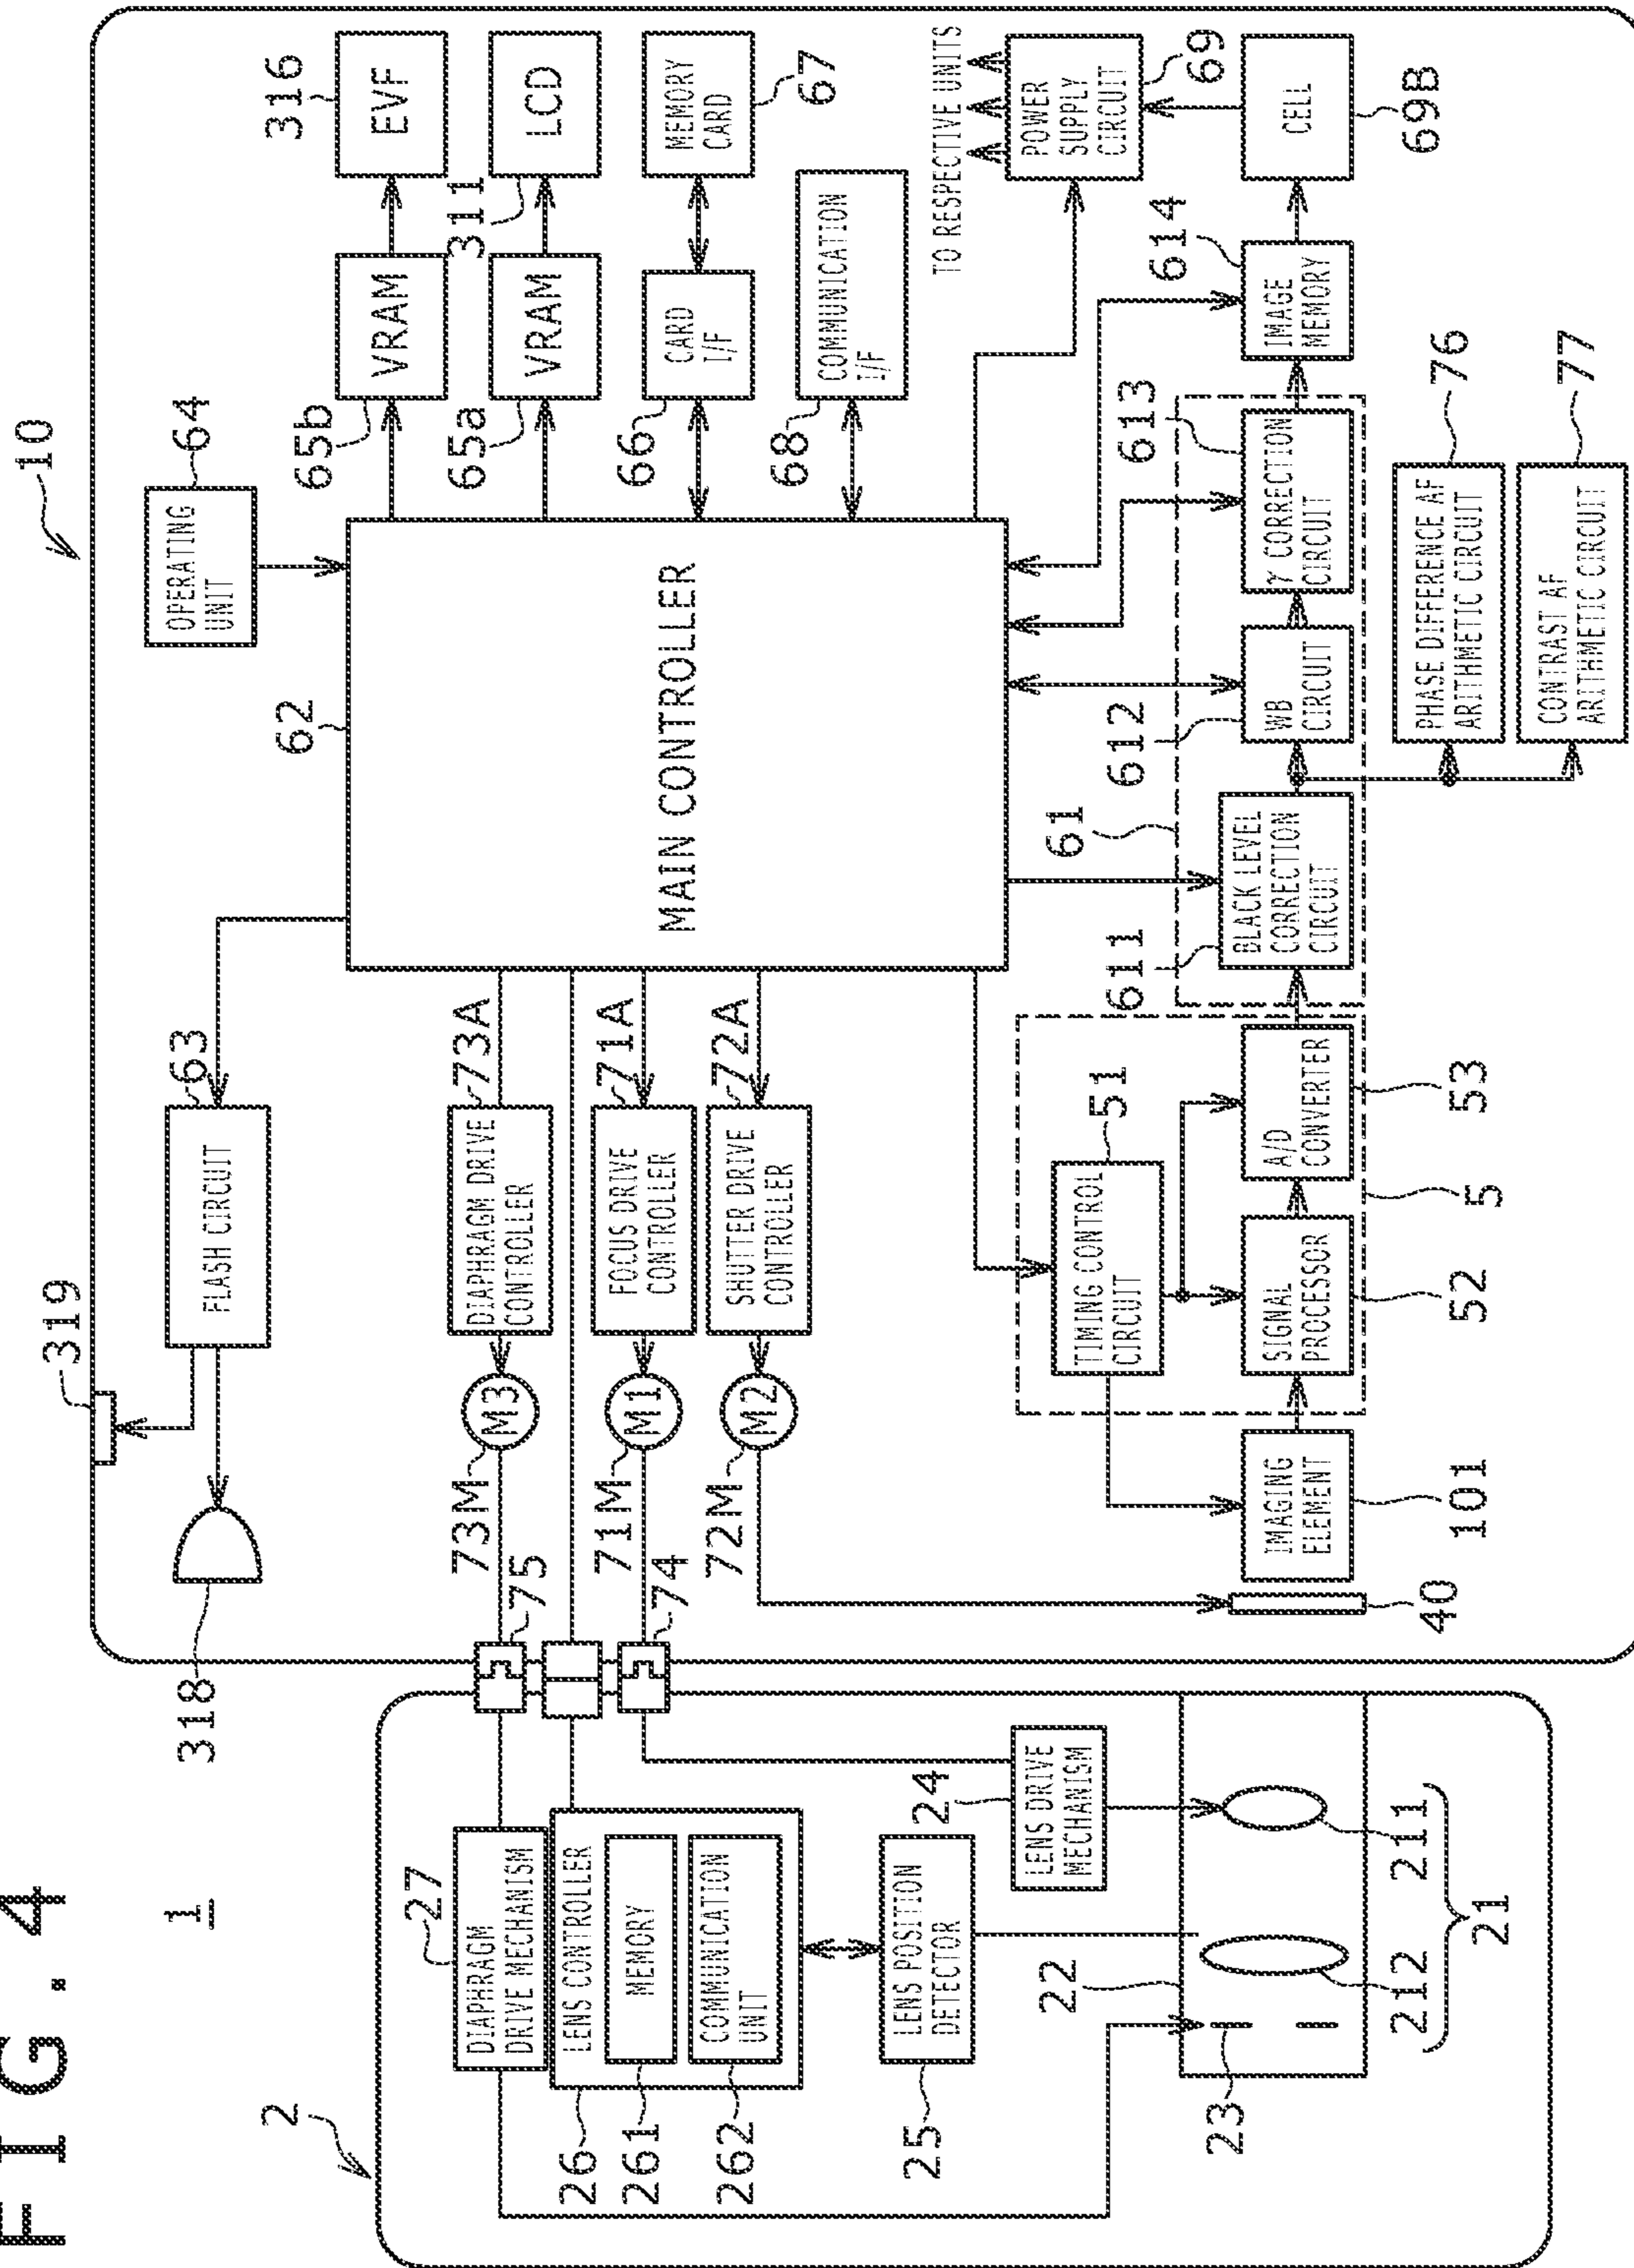 FIG. 4
1
10
2
319
318
FLASH CIRCUIT
63
OPERATING
UNIT
64
62
MAIN CONTROLLER
65b
VRAM
316
EVF
65a
VRAM
311
LCD
66
CARD
I/F
MEMORY
CARD
67
68
COMMUNICATION
I/F
TO RESPECTIVE UNITS
POWER
SUPPLY
CIRCUIT
69
CELL
69B
27
DIAPHRAGM
DRIVE MECHANISM
75
73M
M3
DIAPHRAGM DRIVE
CONTROLLER
73A
26
LENS CONTROLLER
261
MEMORY
262
COMMUNICATION
UNIT
74
71M
M1
FOCUS DRIVE
CONTROLLER
71A
72M
M2
SHUTTER DRIVE
CONTROLLER
72A
25
LENS POSITION
DETECTOR
24
LENS DRIVE
MECHANISM
22
23
212
211
21
40
IMAGING
ELEMENT
101
TIMING CONTROL
CIRCUIT
51
SIGNAL
PROCESSOR
52
A/D
CONVERTER
53
5
61
611
BLACK LEVEL
CORRECTION
CIRCUIT
612
WB
CIRCUIT
613
γ CORRECTION
CIRCUIT
614
IMAGE
MEMORY
PHASE DIFFERENCE AF
ARITHMETIC CIRCUIT
76
CONTRAST AF
ARITHMETIC CIRCUIT
77